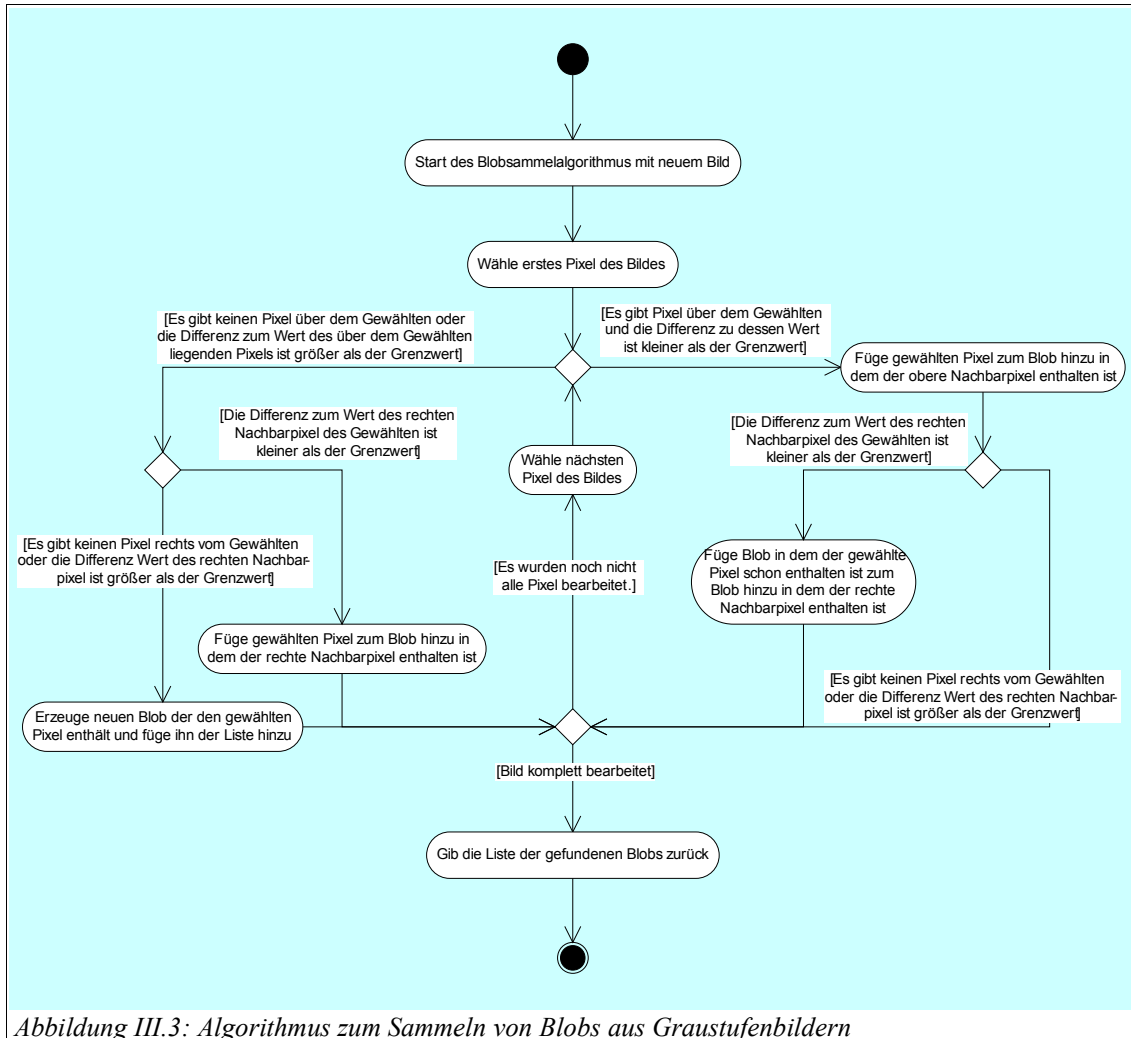 Start des Blobsammelalgorithmus mit neuem Bild
Wähle erstes Pixel des Bildes
[Es gibt keinen Pixel über dem Gewählten oder
die Differenz zum Wert des über dem Gewählten
liegenden Pixels ist größer als der Grenzwert]
[Es gibt Pixel über dem Gewählten
und die Differenz zu dessen Wert
ist kleiner als der Grenzwert]
Füge gewählten Pixel zum Blob hinzu in
dem der obere Nachbarpixel enthalten ist
[Die Differenz zum Wert des rechten
Nachbarpixel des Gewählten ist
kleiner als der Grenzwert]
Wähle nächsten
Pixel des Bildes
[Die Differenz zum Wert des rechten
Nachbarpixel des Gewählten ist
kleiner als der Grenzwert]
[Es gibt keinen Pixel rechts vom Gewählten
oder die Differenz Wert des rechten Nachbar-
pixel ist größer als der Grenzwert]
[Es wurden noch nicht
alle Pixel bearbeitet.]
Füge Blob in dem der gewählte
Pixel schon enthalten ist zum
Blob hinzu in dem der rechte
Nachbarpixel enthalten ist
Füge gewählten Pixel zum Blob hinzu in
dem der rechte Nachbarpixel enthalten ist
[Es gibt keinen Pixel rechts vom Gewählten
oder die Differenz Wert des rechten Nachbar-
pixel ist größer als der Grenzwert]
Erzeuge neuen Blob der den gewählten
Pixel enthält und füge ihn der Liste hinzu
[Bild komplett bearbeitet]
Gib die Liste der gefundenen Blobs zurück
Abbildung III.3: Algorithmus zum Sammeln von Blobs aus Graustufenbildern